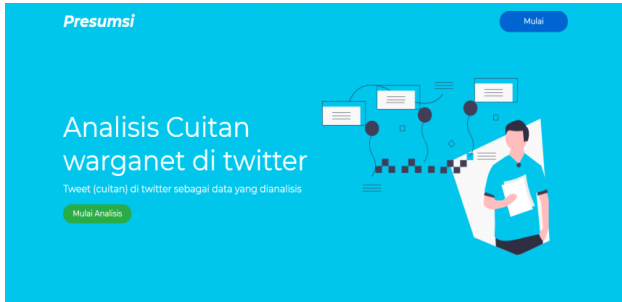 Presumsi
Mulai
Analisis Cuitan
warganet di twitter
Tweet (cuitan) di twitter sebagai data yang dianalisis
Mulai Analisis